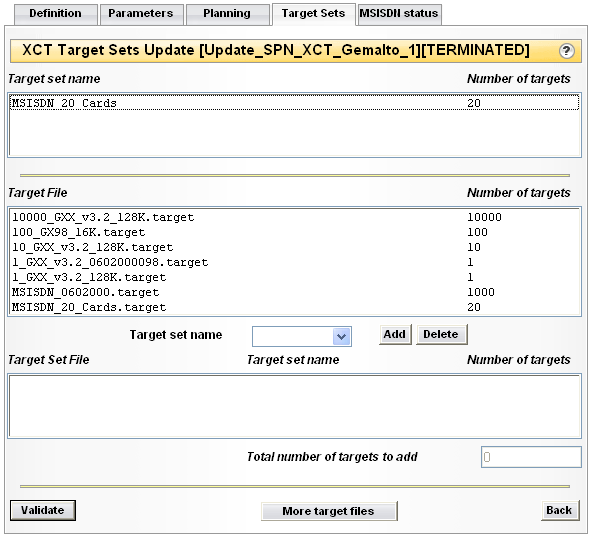 Definition Parameters Planning Target Sets MSISDN status
XCT Target Sets Update [Update_SPN_XCT_Gemalto_1][TERMINATED] ?
Target set name Number of targets
MSISDN_20_Cards 20
Target File Number of targets
10000_GXX_v3.2_128K.target 10000
100_GX98_16K.target 100
10_GXX_v3.2_128K.target 10
1_GXX_v3.2_0602000098.target 1
1_GXX_v3.2_128K.target 1
MSISDN_0602000.target 1000
MSISDN_20_Cards.target 20
Target set name Add Delete
Target Set File Target set name Number of targets
Total number of targets to add 0
Validate More target files Back